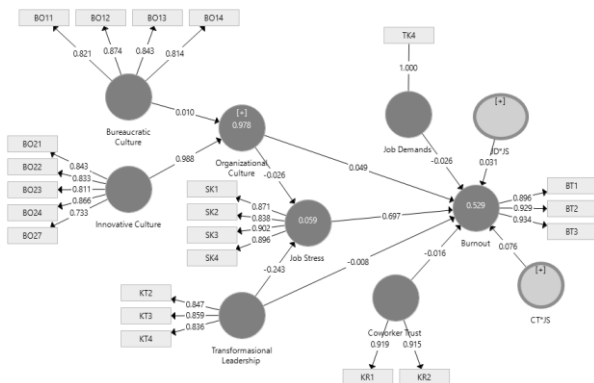 BO11
BO12
BO13
BO14
0.821
0.874
0.843
0.814
Bureaucratic
Culture
0.010
BO21
BO22
BO23
BO24
BO27
0.843
0.833
0.811
0.866
0.733
Innovative Culture
0.988
[+]
0.978
Organizational
Culture
-0.026
0.049
SK1
SK2
SK3
SK4
0.871
0.838
0.902
0.896
0.059
Job Stress
0.697
-0.243
-0.008
KT2
KT3
KT4
0.847
0.859
0.836
Transformasional
Leadership
TK4
1.000
Job Demands
-0.026
[+]
JD*JS
0.031
0.529
Burnout
0.896
0.929
0.934
BT1
BT2
BT3
-0.016
0.076
[+]
CT*JS
Coworker Trust
0.919
0.915
KR1
KR2